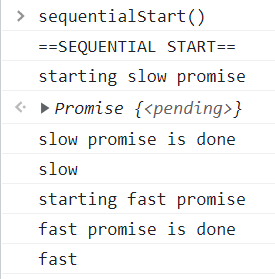 > sequentialStart()
==SEQUENTIAL START==
starting slow promise
Promise {<pending>}
slow promise is done
slow
starting fast promise
fast promise is done
fast